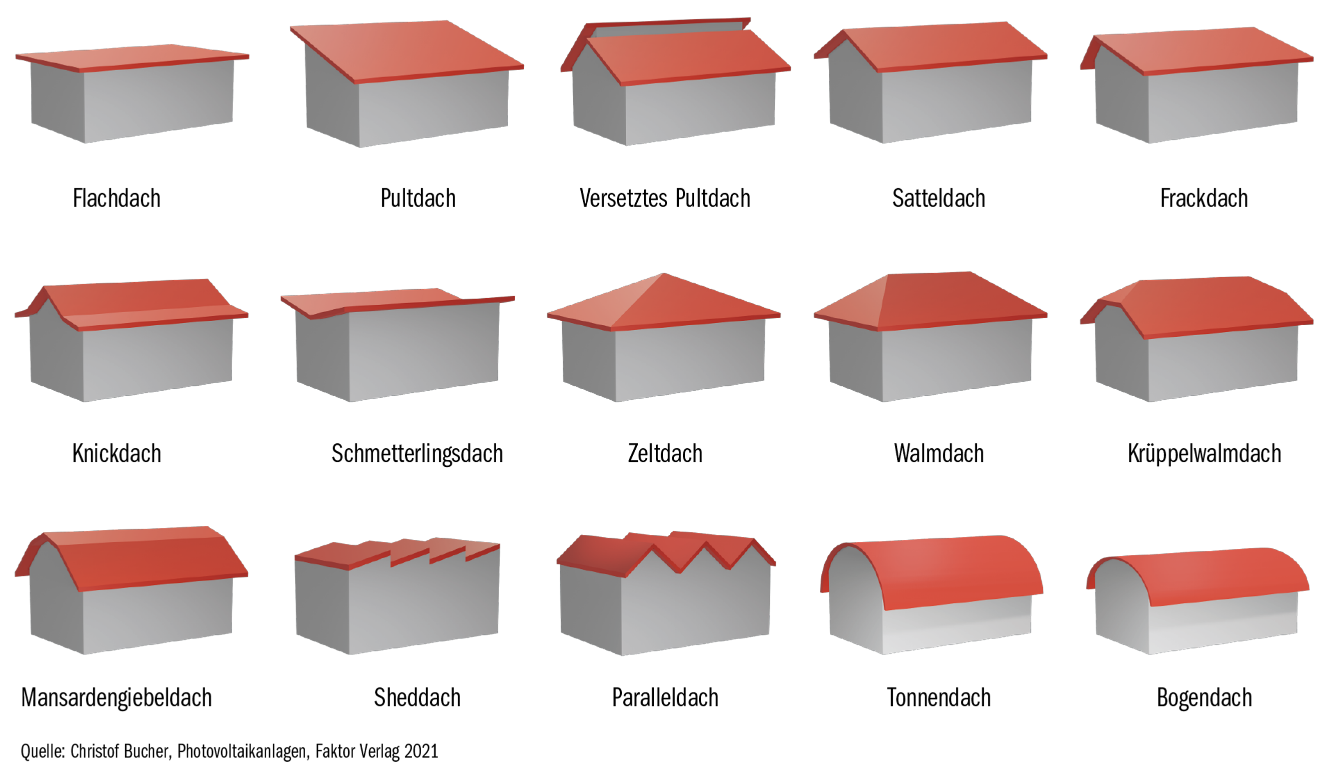 Flachdach
Pultdach
Versetztes Pultdach
Satteldach
Frackdach
Knickdach
Schmetterlingsdach
Zeltdach
Walmdach
Krüppelwalmdach
Mansardengiebeldach
Sheddach
Paralleldach
Tonnendach
Bogendach
Quelle: Christof Bucher, Photovoltaikanlagen, Faktor Verlag 2021